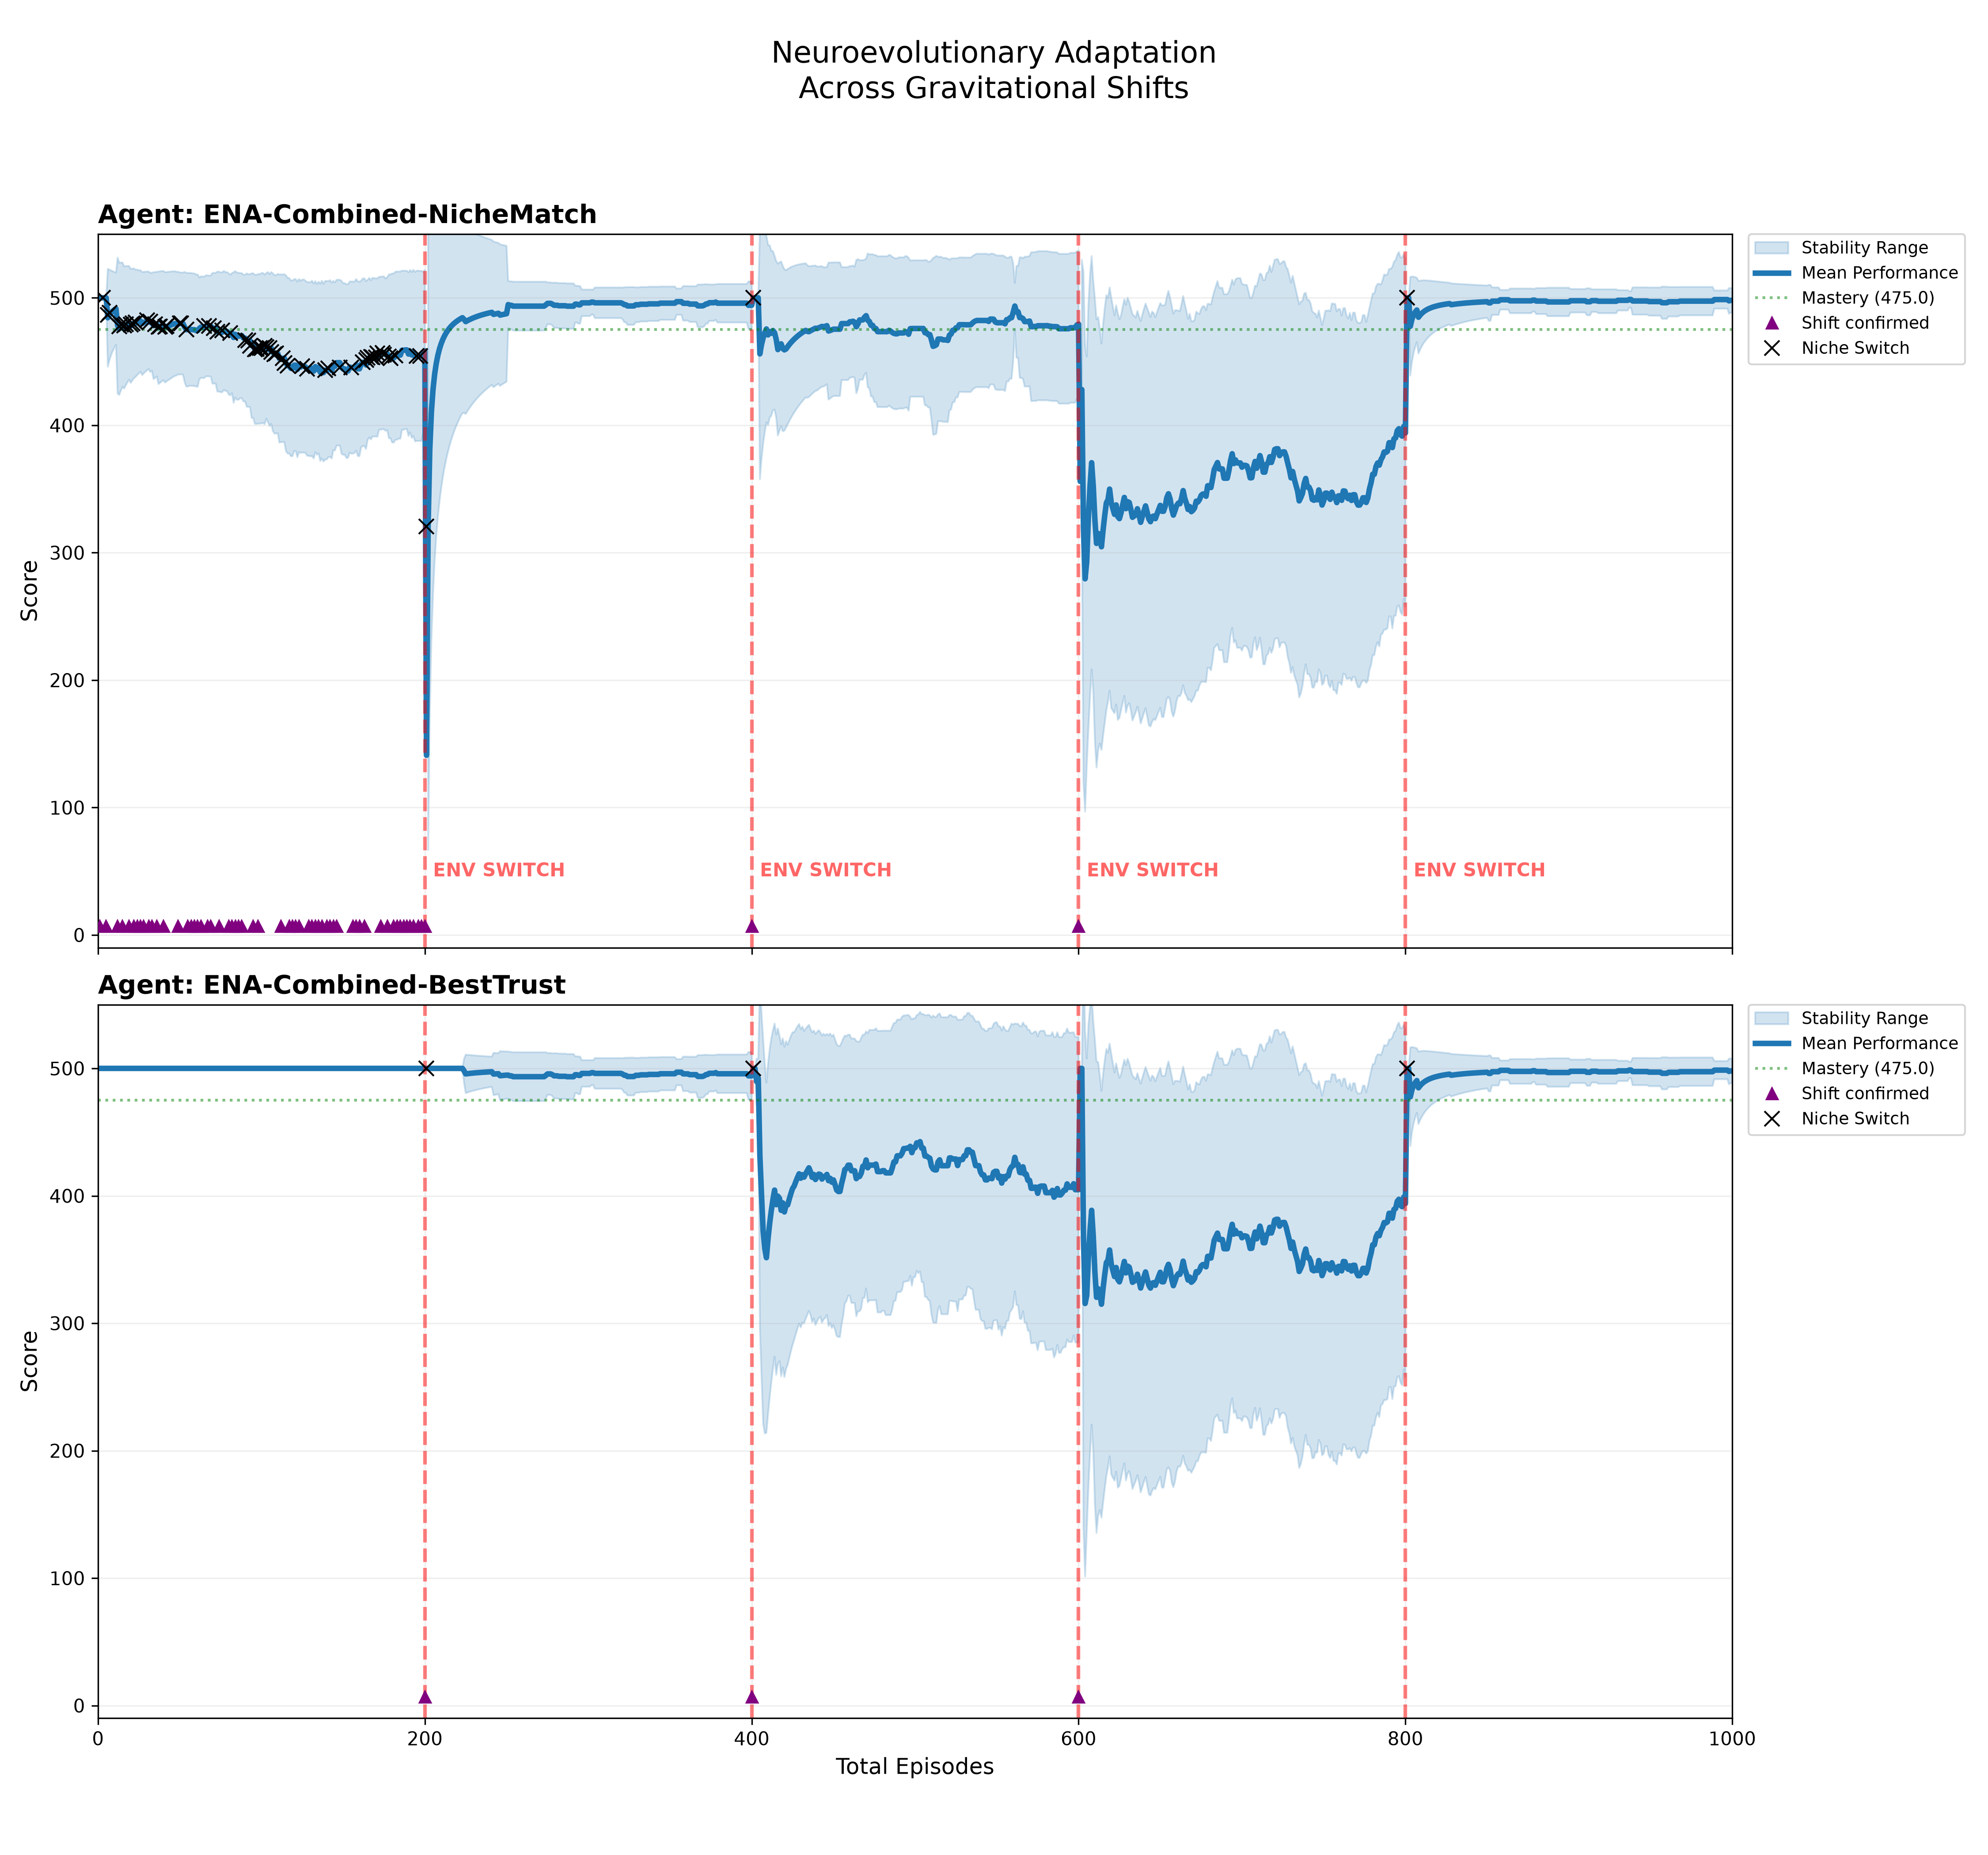 Neuroevolutionary Adaptation
Across Gravitational Shifts
Agent: ENA-Combined-NicheMatch
500
400
300
200
100
0
Score
ENV SWITCH
ENV SWITCH
ENV SWITCH
ENV SWITCH
Stability Range
Mean Performance
Mastery (475.0)
Shift confirmed
Niche Switch
Agent: ENA-Combined-BestTrust
500
400
300
200
100
0
Score
Stability Range
Mean Performance
Mastery (475.0)
Shift confirmed
Niche Switch
0 200 400 600 800 1000
Total Episodes